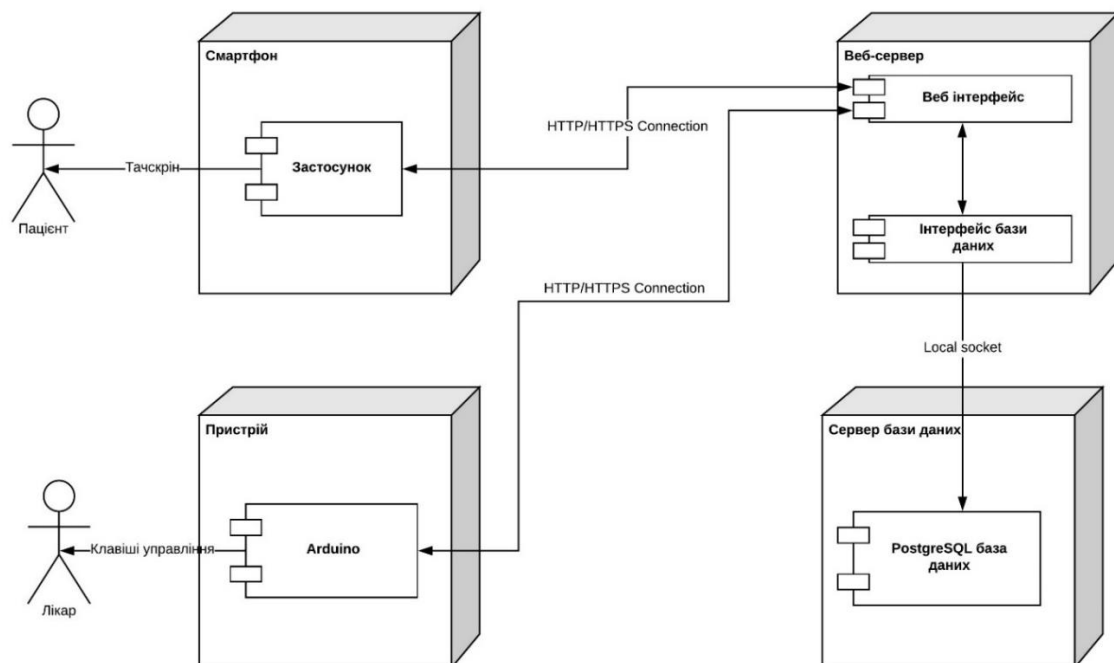 Смартфон
Веб-сервер
Веб інтерфейс
HTTP/HTTPS Connection
Тачскрін
Застосунок
Пацієнт
Інтерфейс бази
даних
HTTP/HTTPS Connection
Local socket
Пристрій
Сервер бази даних
Клавіші управління
Arduino
PostgreSQL база
даних
Лікар